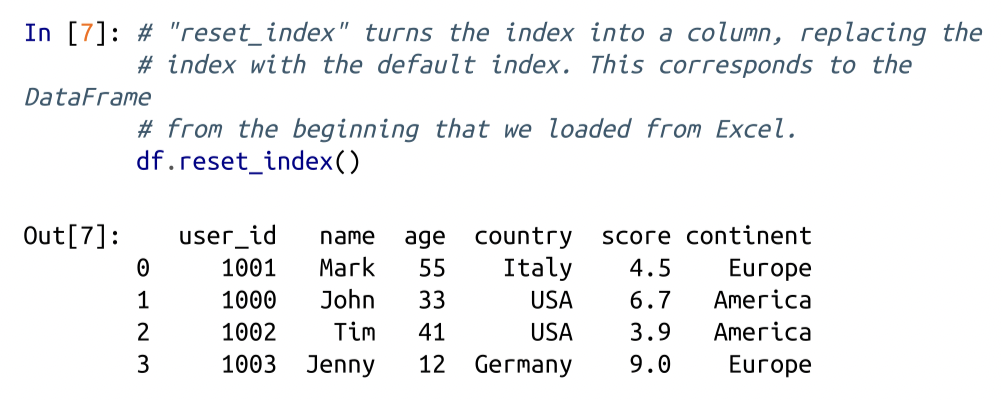 In [7]: # "reset_index" turns the index into a column, replacing the
# index with the default index. This corresponds to the
DataFrame
# from the beginning that we loaded from Excel.
df.reset_index()
Out[7]: user_id name age country score continent
0 1001 Mark 55 Italy 4.5 Europe
1 1000 John 33 USA 6.7 America
2 1002 Tim 41 USA 3.9 America
3 1003 Jenny 12 Germany 9.0 Europe